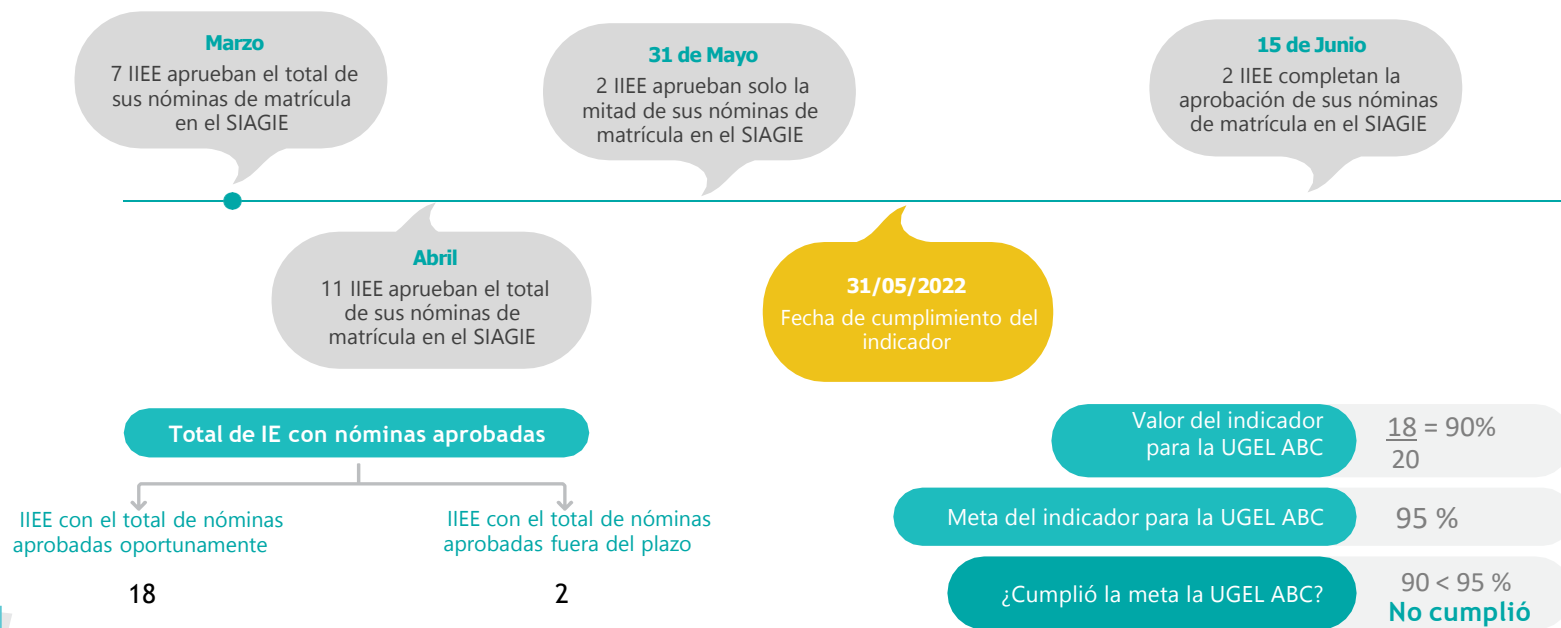 Marzo
7 IIEE aprueban el total de
sus nóminas de matrícula
en el SIAGIE
31 de Mayo
2 IIEE aprueban solo la
mitad de sus nóminas de
matrícula en el SIAGIE
15 de Junio
2 IIEE completan la
aprobación de sus nóminas
de matrícula en el SIAGIE
Abril
11 IIEE aprueban el total
de sus nóminas de
matrícula en el SIAGIE
31/05/2022
Fecha de cumplimiento del
indicador
Total de IE con nóminas aprobadas
IIEE con el total de nóminas
aprobadas oportunamente
18
IIEE con el total de nóminas
aprobadas fuera del plazo
2
Valor del indicador
para la UGEL ABC
18 = 90%
20
Meta del indicador para la UGEL ABC
95 %
¿Cumplió la meta la UGEL ABC?
90 < 95 %
No cumplió